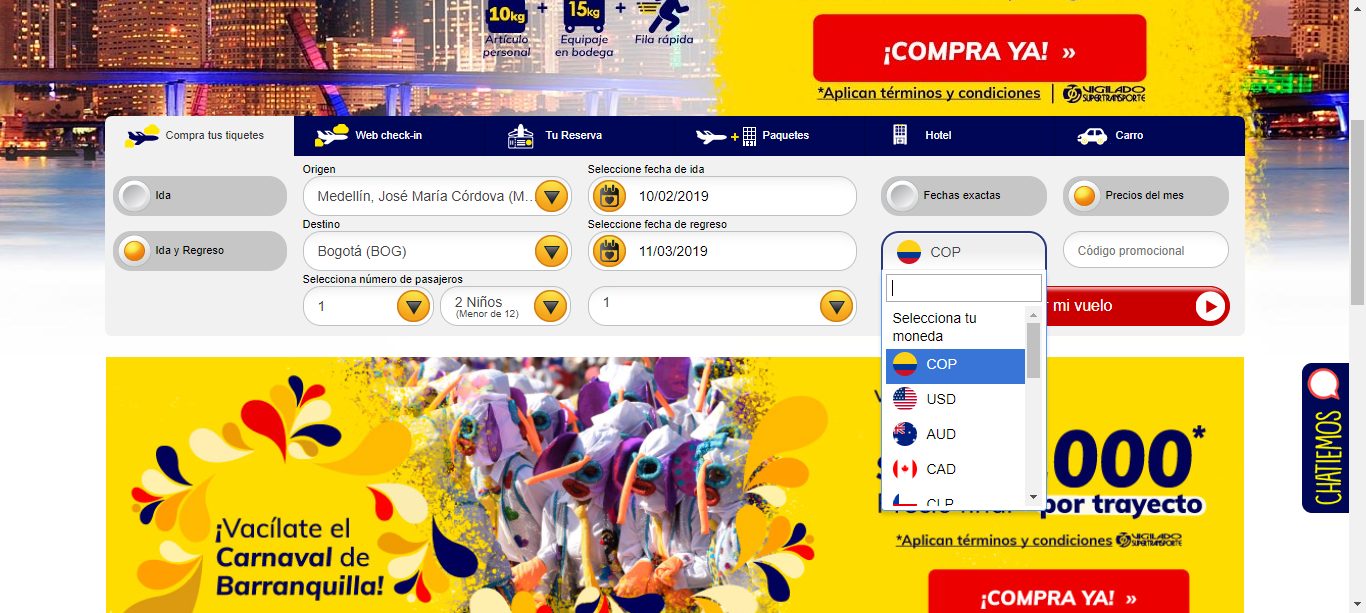 10kg + 15kg +
Artículo
personal
Equipaje
en bodega
Fila rápida
¡COMPRA YA! »
*Aplican términos y condiciones | VIGILADO
SUPERTRANSPORTE
Compra tus tiquetes
Web check-in
Tu Reserva
+
Paquetes
Hotel
Carro
Origen
Seleccione fecha de ida
Ida
Medellín, José María Córdova (M...
10/02/2019
Fechas exactas
Precios del mes
Destino
Seleccione fecha de regreso
Ida y Regreso
Bogotá (BOG)
11/03/2019
COP
Código promocional
Selecciona número de pasajeros
1
2 Niños
(Menor de 12)
1
mi vuelo
Selecciona tu
moneda
COP
USD
AUD
CAD
CLP
CHATIEMOS
¡Vacílate el
Carnaval de
Barranquilla!
000*
por trayecto
*Aplican términos y condiciones VIGILADO
SUPERTRANSPORTE
¡COMPRA YA! »